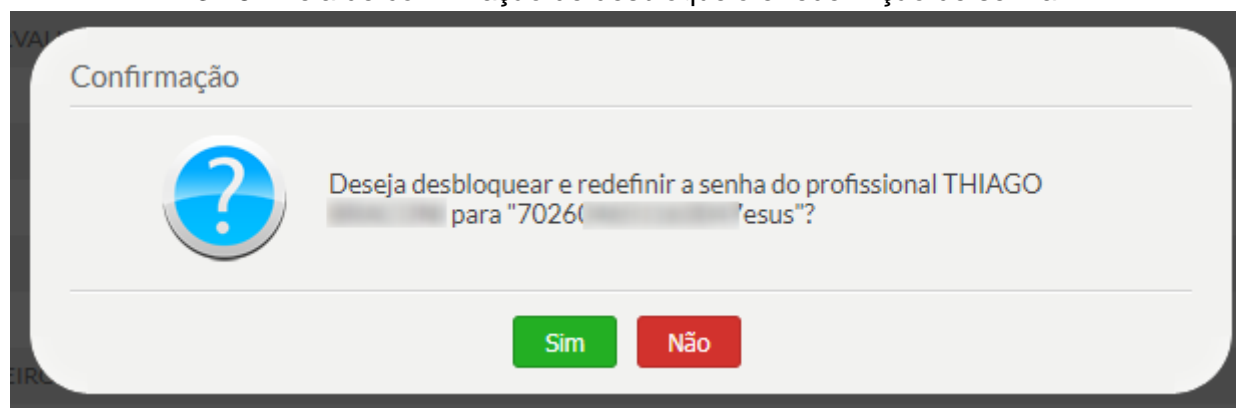 Confirmação
Deseja desbloquear e redefinir a senha do profissional THIAGO
para "7026 esus"?
Sim
Não